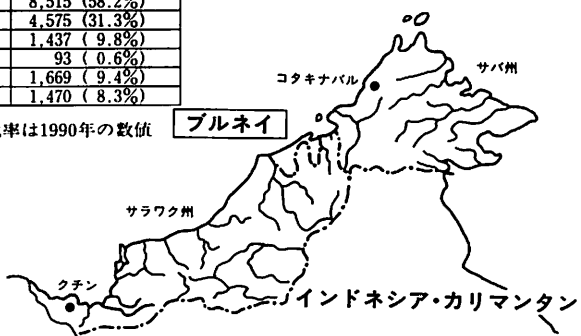 8,515 (58.2%)
4,575 (31.3%)
1,437 ( 9.8%)
93 ( 0.6%)
1,669 ( 9.4%)
1,470 ( 8.3%)
率は1990年の数値
ブルネイ
コタキナバル
サバ州
サラワク州
クチン
インドネシア・カリマンタン